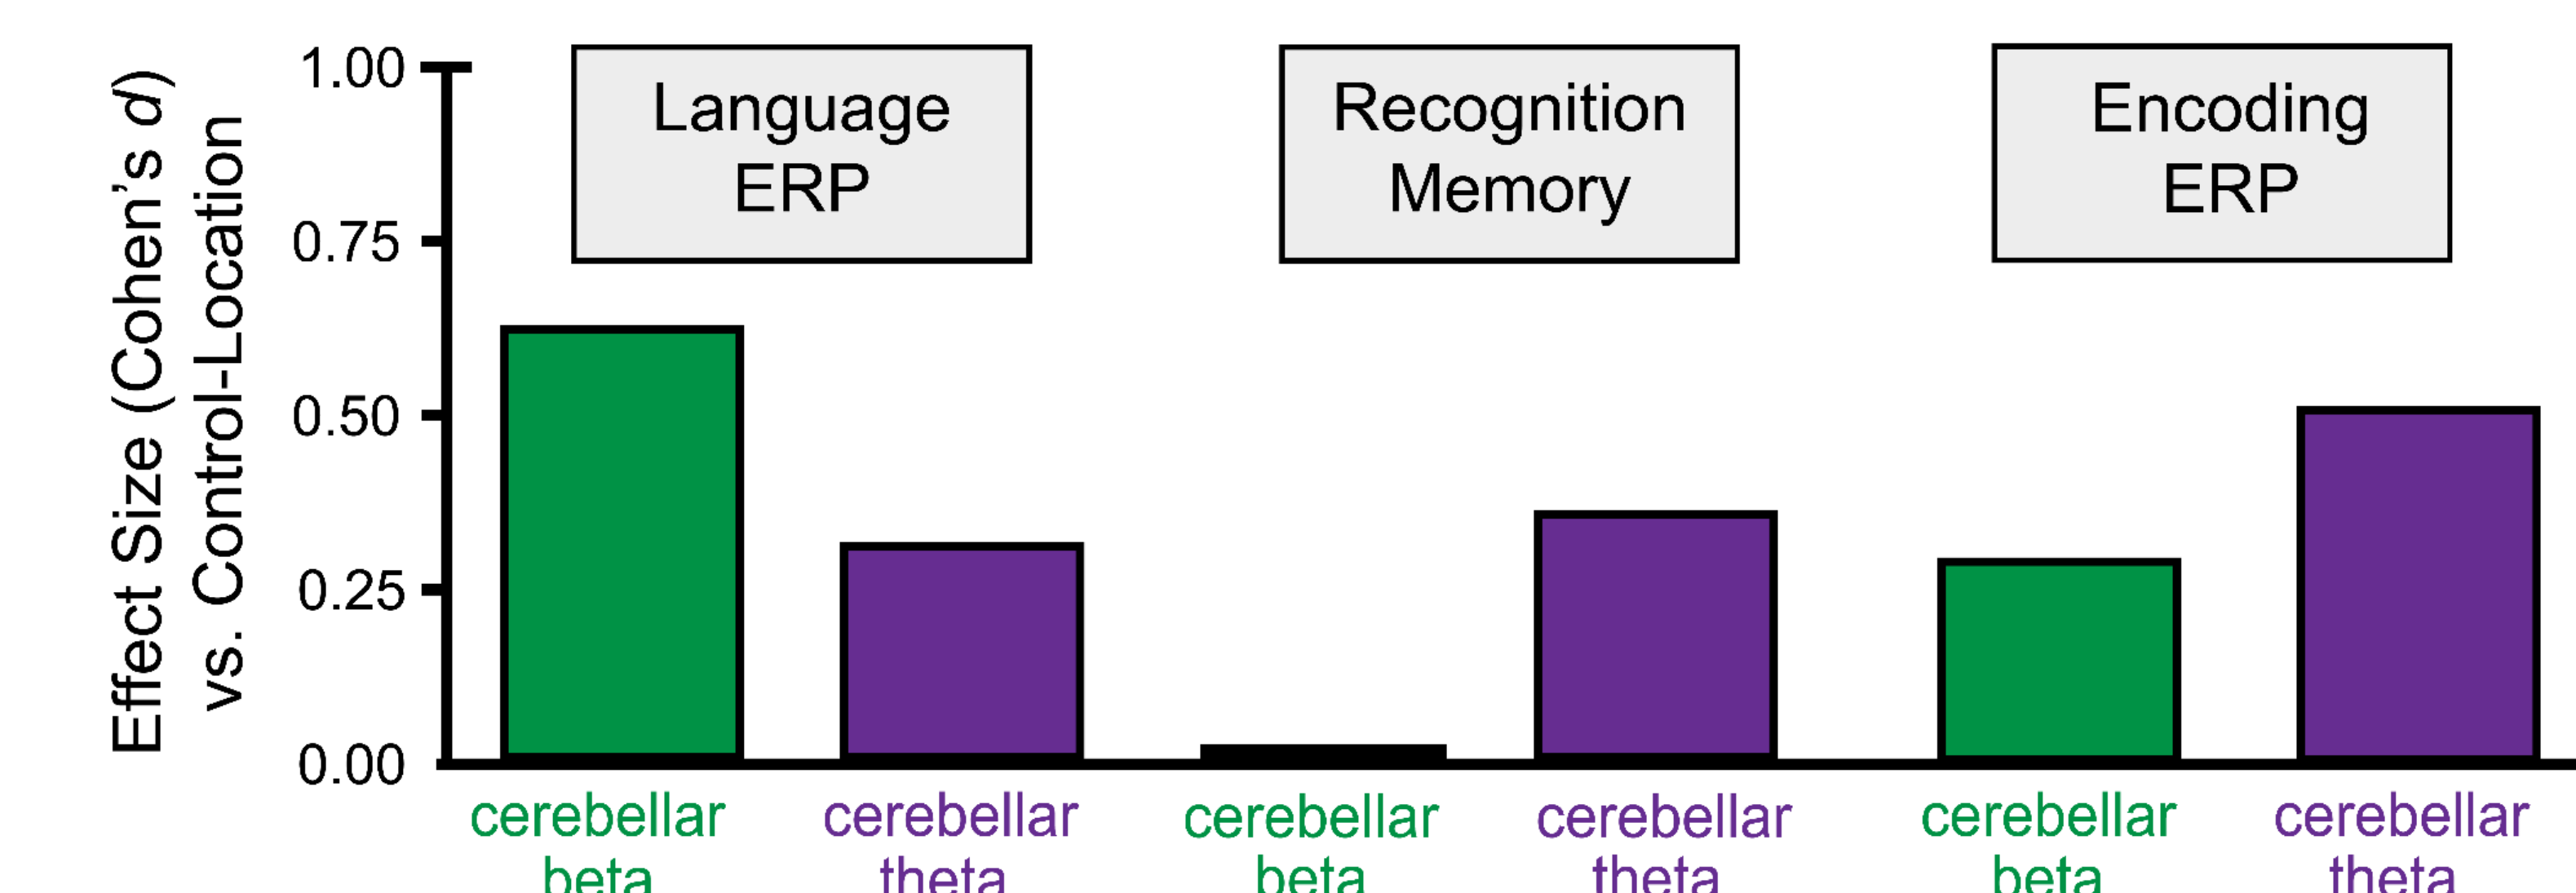 Effect Size (Cohen's d)
vs. Control-Location
1.00
0.75
0.50
0.25
0.00
Language
ERP
Recognition
Memory
Encoding
ERP
cerebellar
beta
cerebellar
theta
cerebellar
beta
cerebellar
theta
cerebellar
beta
cerebellar
theta